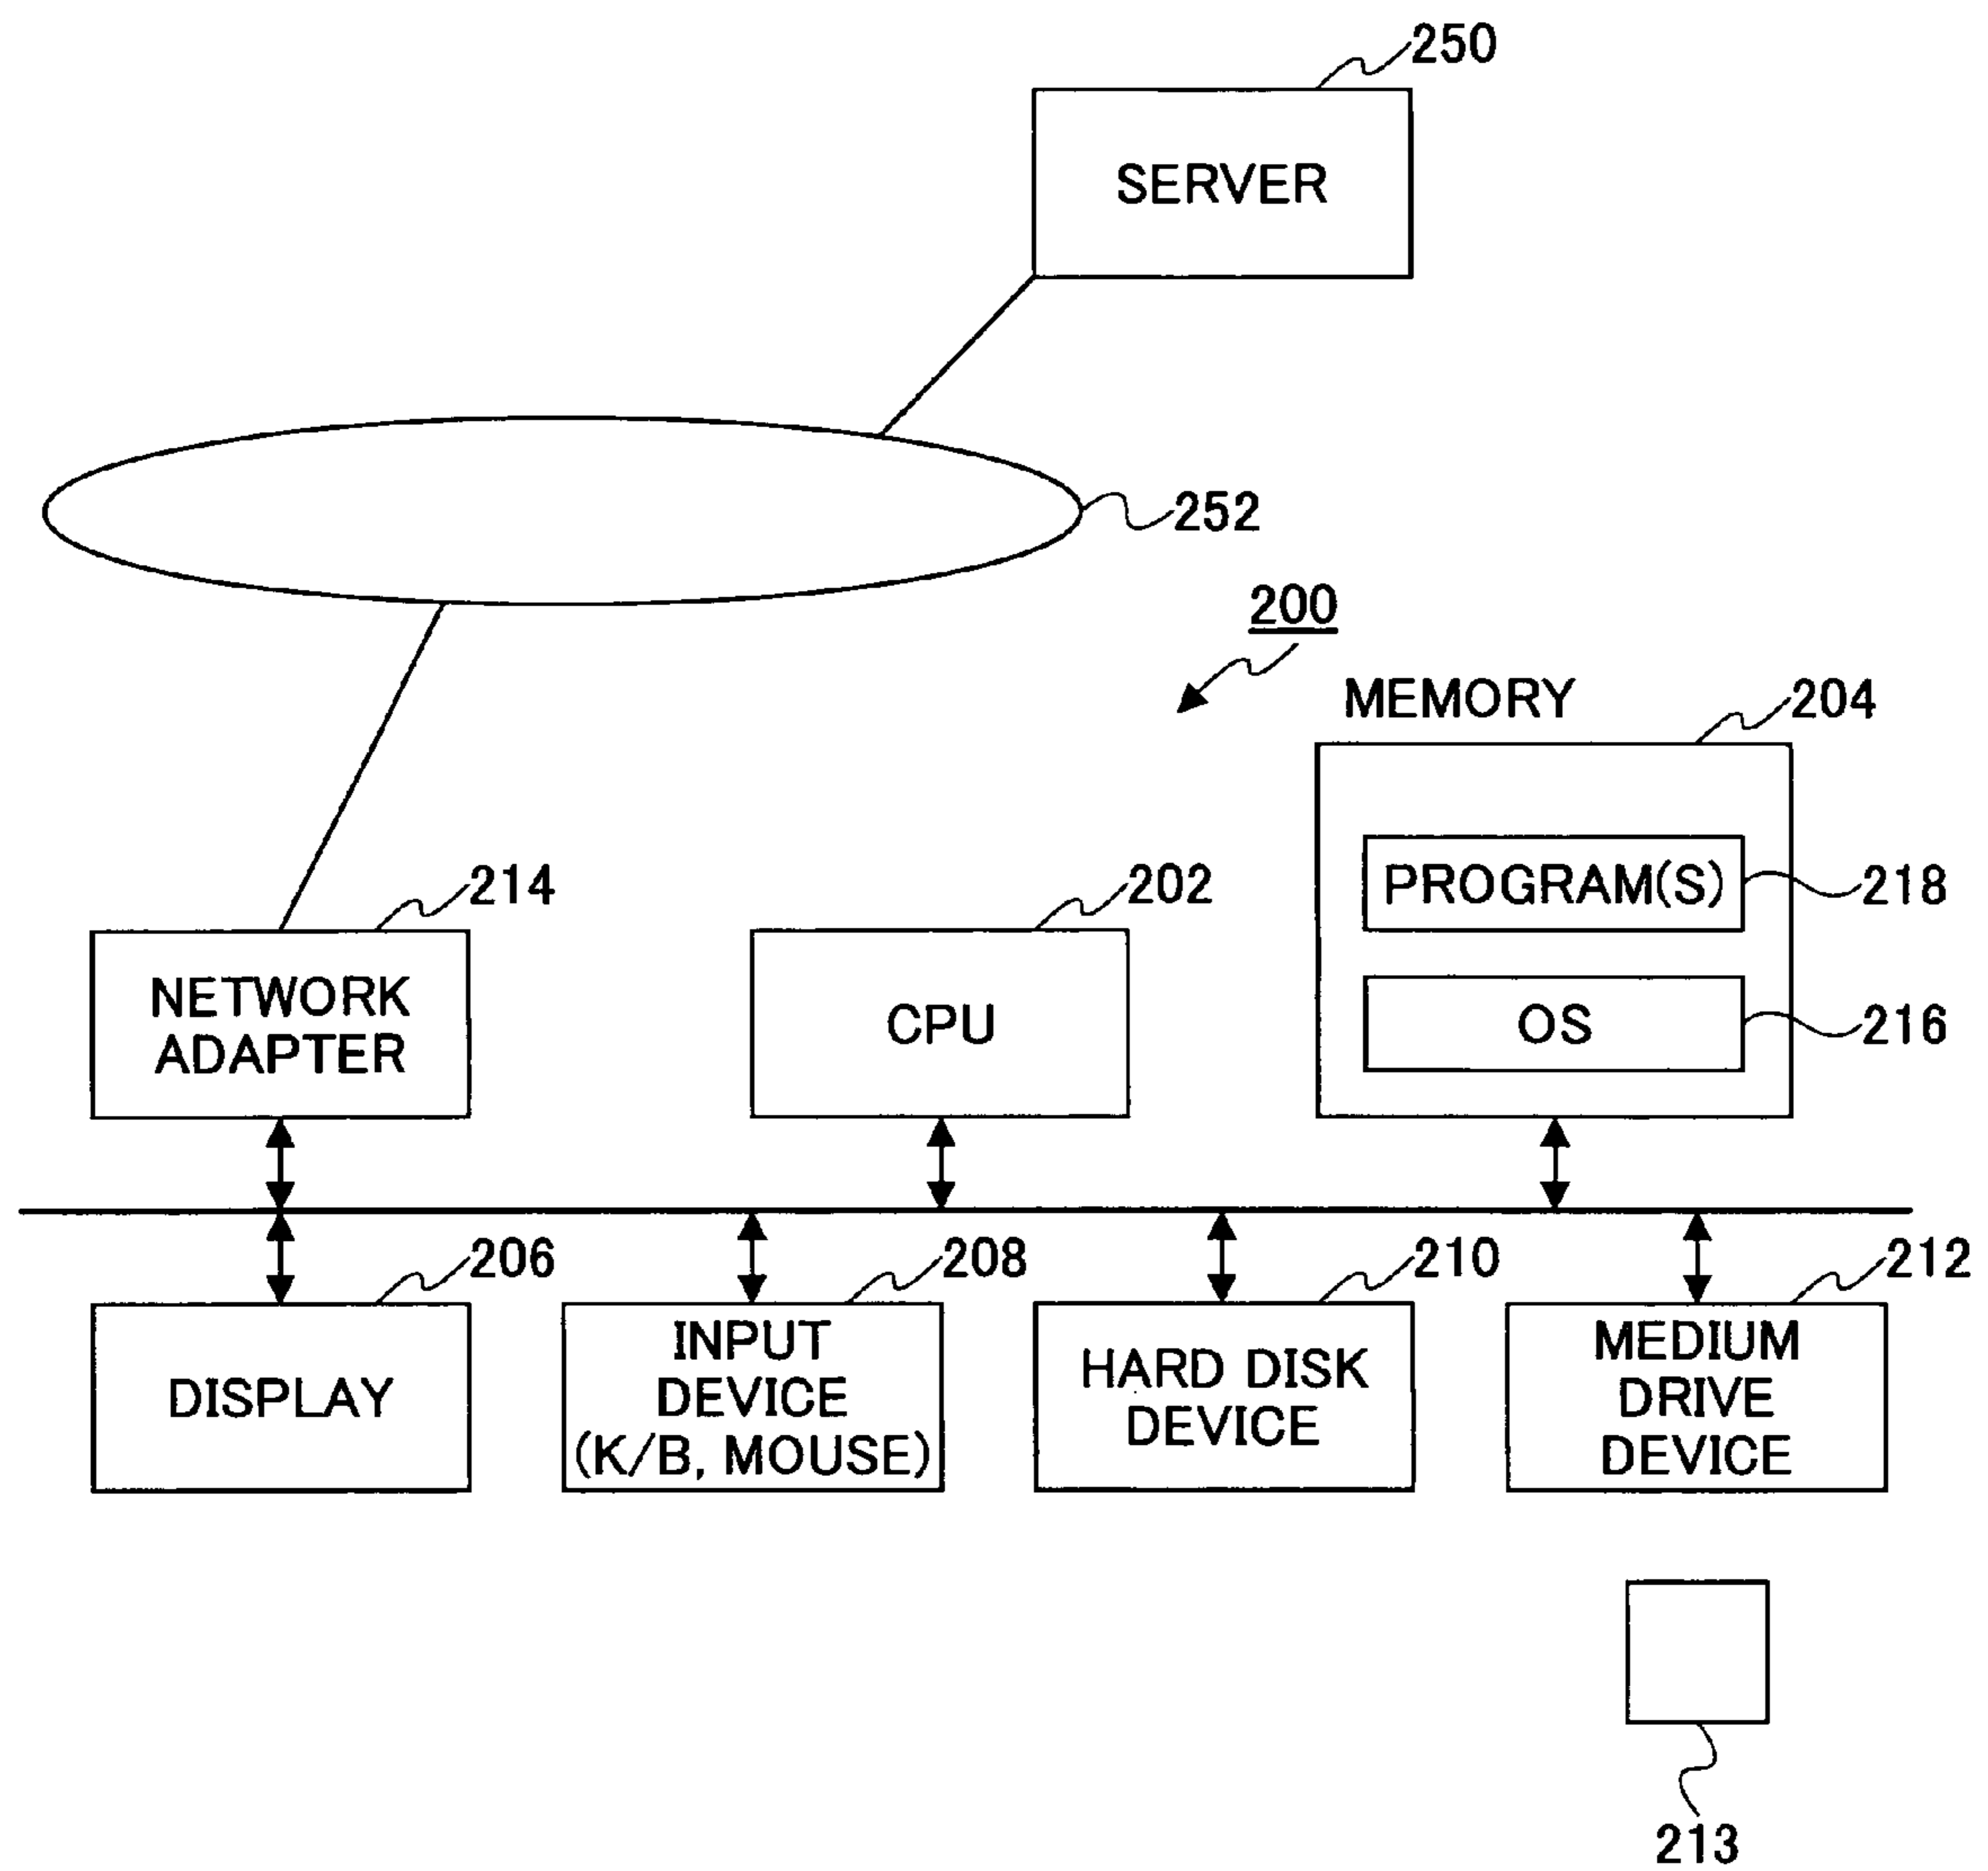 250
SERVER
252
200
MEMORY
204
PROGRAM(S)
218
214
202
NETWORK
ADAPTER
CPU
OS
216
206
208
210
212
DISPLAY
INPUT
DEVICE
(K/B, MOUSE)
HARD DISK
DEVICE
MEDIUM
DRIVE
DEVICE
213